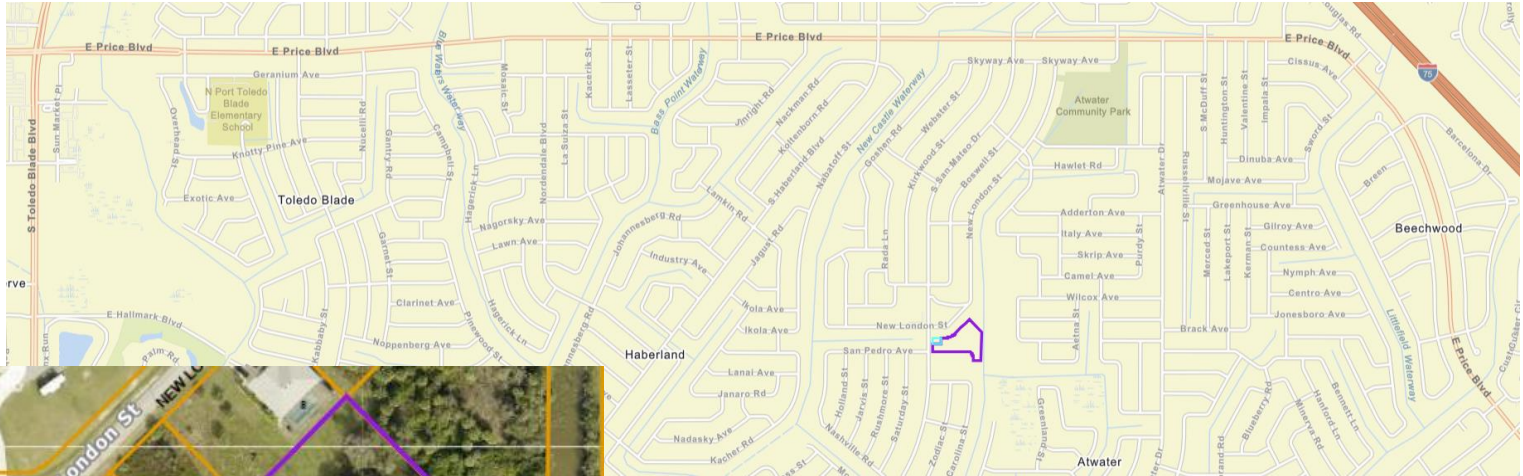 E Price Blvd
E Price Blvd
E Price Blvd
E Price Blvd
E Price Blvd
75
S Toledo Blade Blvd
Sun Market Pl
Geranium Ave
N Port Toledo
Blade
Elementary
School
Overhead St
Knotty Pine Ave
Nucelli Rd
Gantry Rd
Campbell St
Blue Waters Waterway
Mosaic St
Nordendale Blvd
La Suiza St
Kacerik St
Lasseter St
Bass Point Waterway
Nackman Rd
Koltenborn Rd
S Haberland Blvd
Nabatoff St
New Castle Waterway
Goshen Rd
Webster St
Kirkwood St
S San Mateo Dr
Boswell St
New London St
Skyway Ave
Skyway Ave
Atwater
Community Park
Hawlet Rd
Atwater Dr
Russellville St
S McDuff St
Huntington St
Valentine St
Impala St
Cissus Ave
Sword St
Dinuba Ave
Mojave Ave
Breen
Barcelona Dr
Beechwood
Exotic Ave
Toledo Blade
Garnet St
Hagerick Ln
Nagorsky Ave
Lawn Ave
Johannesberg Rd
Lamkin Rd
Industry Ave
Jagust Rd
Rada Ln
Adderton Ave
Italy Ave
Skrip Ave
Camel Ave
Wilcox Ave
Purdy St
Aetna St
Greenhouse Ave
Gilroy Ave
Countess Ave
Nymph Ave
Centro Ave
Jonesboro Ave
Brack Ave
Merced St
Lakeport St
Kerman St
Littlefield Waterway
rve
E Hallmark Blvd
Palm Rd
Kabbaby St
Clarinet Ave
Noppenberg Ave
Pinewood St
Hagerick Ln
nnesberg Rd
Haberland
Ikola Ave
Ikola Ave
Lanai Ave
Janaro Rd
Nadasky Ave
Kacher Rd
New London St
San Pedro Ave
Holland St
Jarvis St
Rushmore St
Saturday St
Nashville Rd
Zodiac St
Carolina St
Greenland St
Atwater
Blueberry Rd
Minerva Rd
Hanford Ln
Bennett Ln
E Price Blvd
ondon St
NEW LO